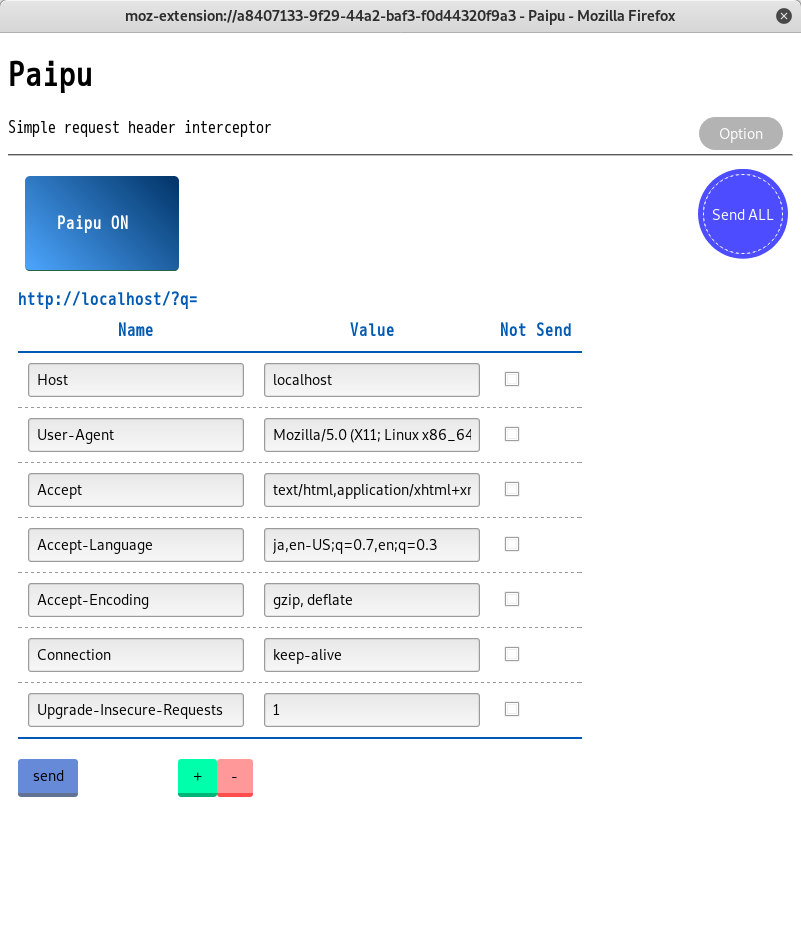 moz-extension://a8407133-9f29-44a2-baf3-f0d44320f9a3 - Paipu - Mozilla Firefox
Paipu
Simple request header interceptor
Option
Paipu ON
Send ALL
http://localhost/?q=
Name Value Not Send
Host localhost
User-Agent Mozilla/5.0 (X11; Linux x86_64
Accept text/html,application/xhtml+xm
Accept-Language ja,en-US;q=0.7,en;q=0.3
Accept-Encoding gzip, deflate
Connection keep-alive
Upgrade-Insecure-Requests 1
send + -